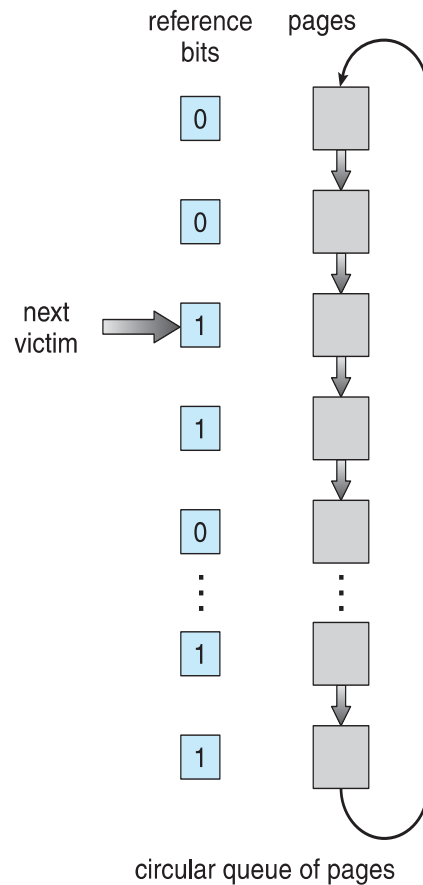 reference bits
pages
0
0
next victim
1
1
0
1
1
circular queue of pages